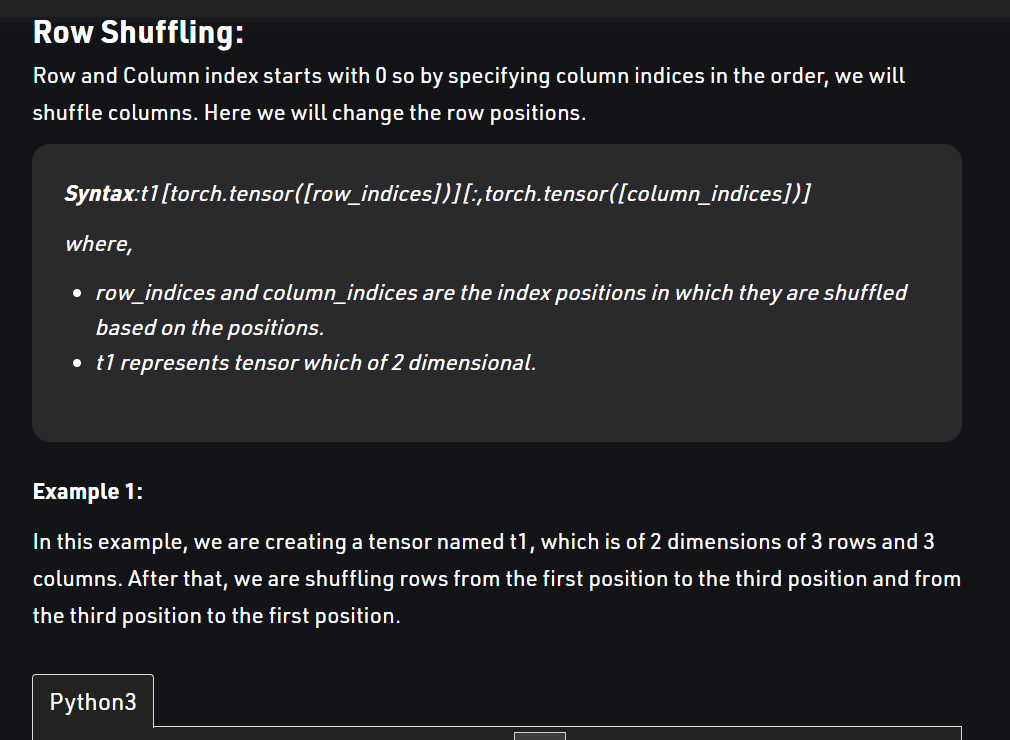 Row Shuffling:
Row and Column index starts with 0 so by specifying column indices in the order, we will
shuffle columns. Here we will change the row positions.
Syntax:t1[torch.tensor([row_indices])][:,torch.tensor([column_indices])]
where,
• row_indices and column_indices are the index positions in which they are shuffled
based on the positions.
• t1 represents tensor which of 2 dimensional.
Example 1:
In this example, we are creating a tensor named t1, which is of 2 dimensions of 3 rows and 3
columns. After that, we are shuffling rows from the first position to the third position and from
the third position to the first position.
Python3